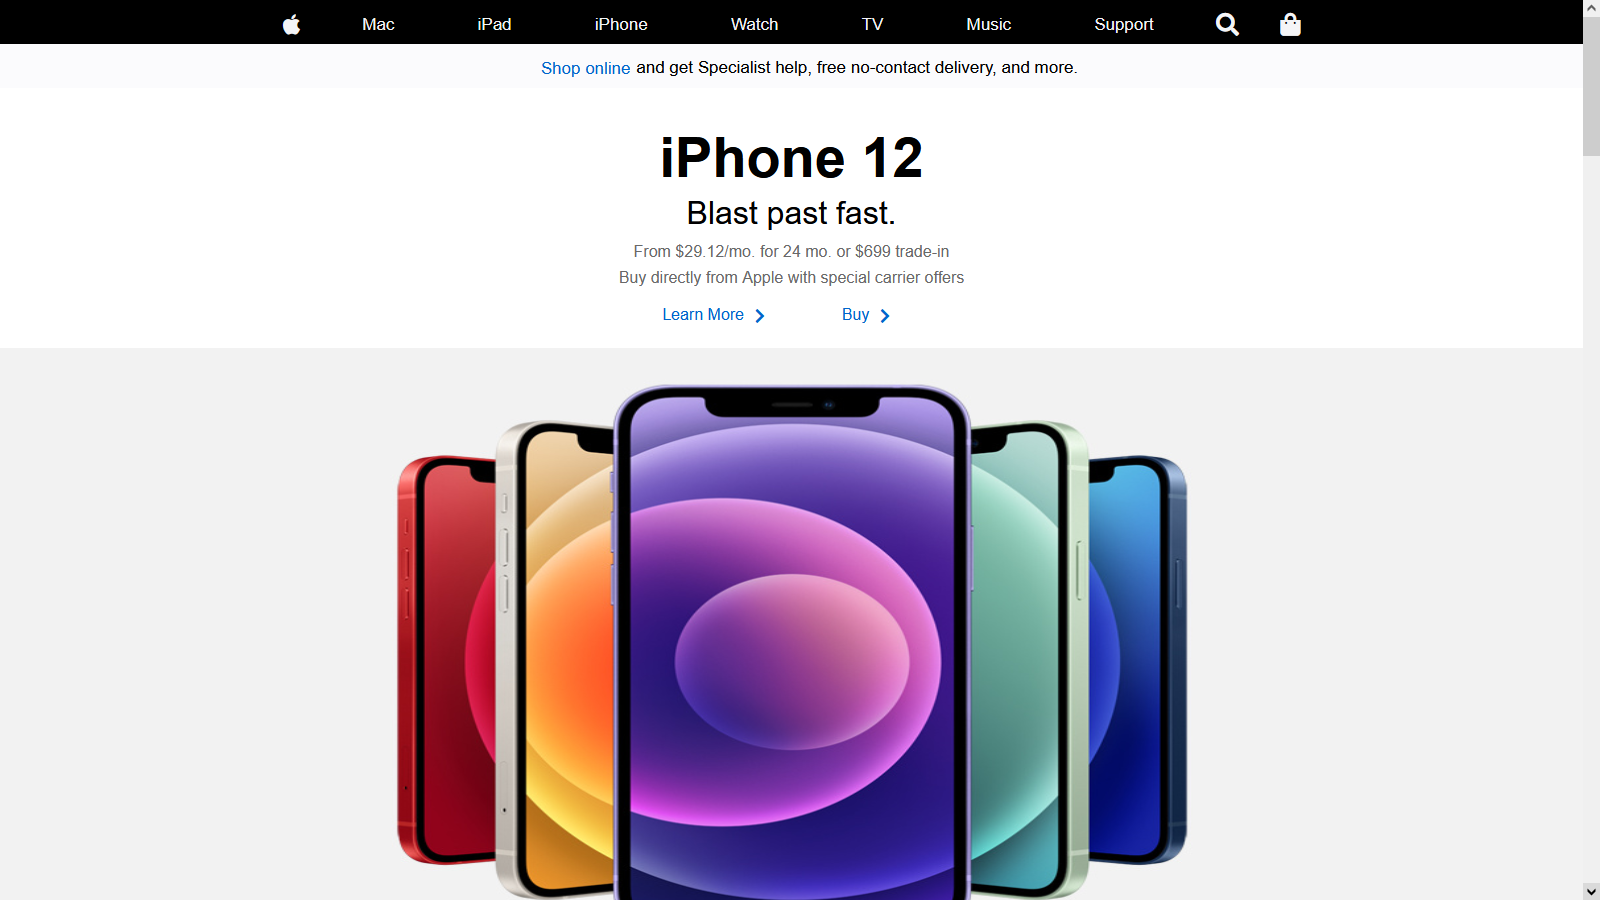 Mac iPad iPhone Watch TV Music Support
Shop online and get Specialist help, free no-contact delivery, and more.
iPhone 12
Blast past fast.
From $29.12/mo. for 24 mo. or $699 trade-in
Buy directly from Apple with special carrier offers
Learn More Buy